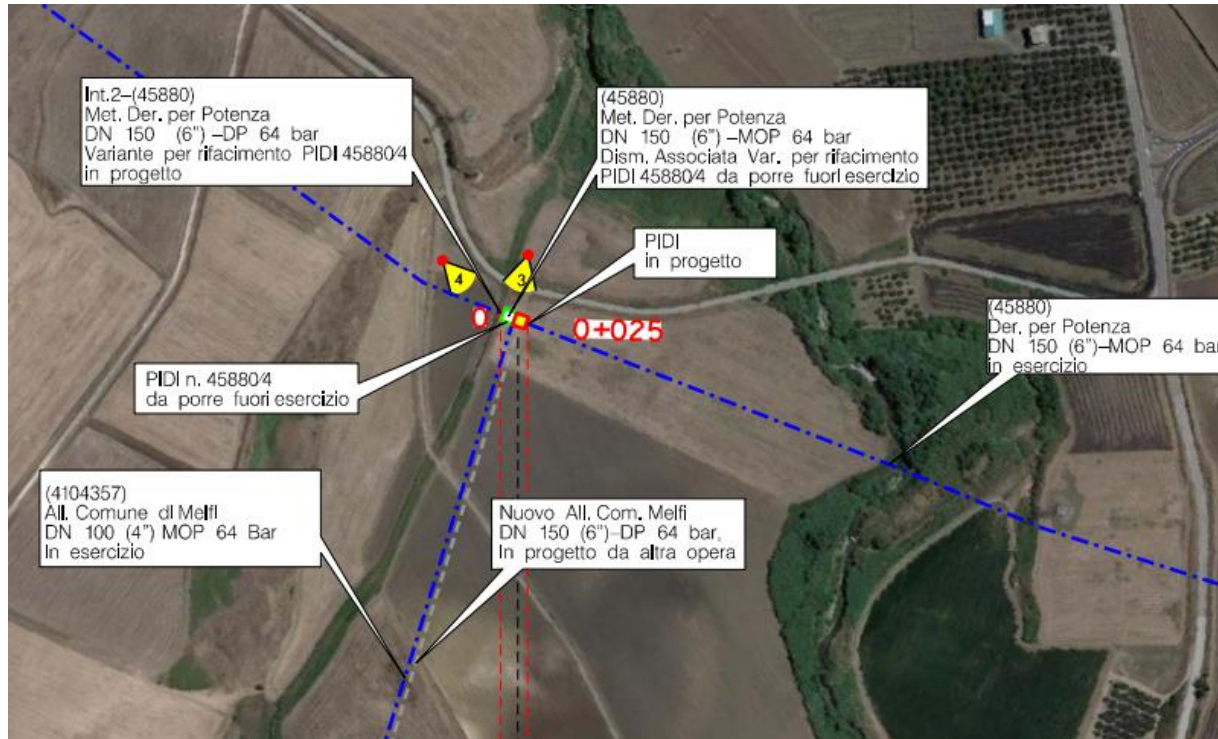 Int.2-(45880)
Met. Der. per Potenza
DN 150 (6”) -DP 64 bar
Variante per rifacimento PIDI 45880/4
in progetto
(45880)
Met. Der. per Potenza
DN 150 (6”) -MOP 64 bar
Dism. Associata Var. per rifacimento
PIDI 45880/4 da porre fuori esercizio
PIDI
in progetto
4
3
0
0+025
(45880)
Der. per Potenza
DN 150 (6”)-MOP 64 bar
in esercizio
PIDI n. 45880/4
da porre fuori esercizio
(4104357)
All. Comune di Melfi
DN 100 (4”) MOP 64 Bar
In esercizio
Nuovo All. Com. Melfi
DN 150 (6”)-DP 64 bar,
In progetto da altra opera